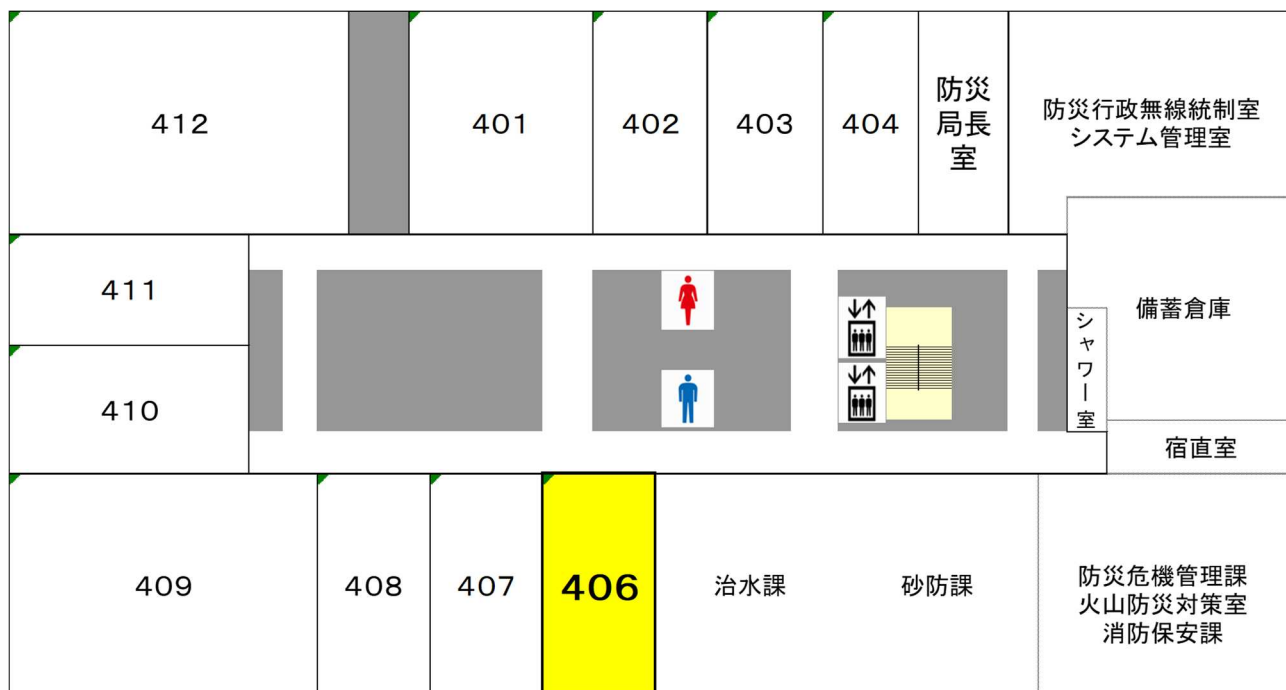 412
401
402
403
404
防災
局長
室
防災行政無線統制室
システム管理室
411
備蓄倉庫
シャワー室
410
宿直室
409
408
407
406
治水課
砂防課
防災危機管理課
火山防災対策室
消防保安課